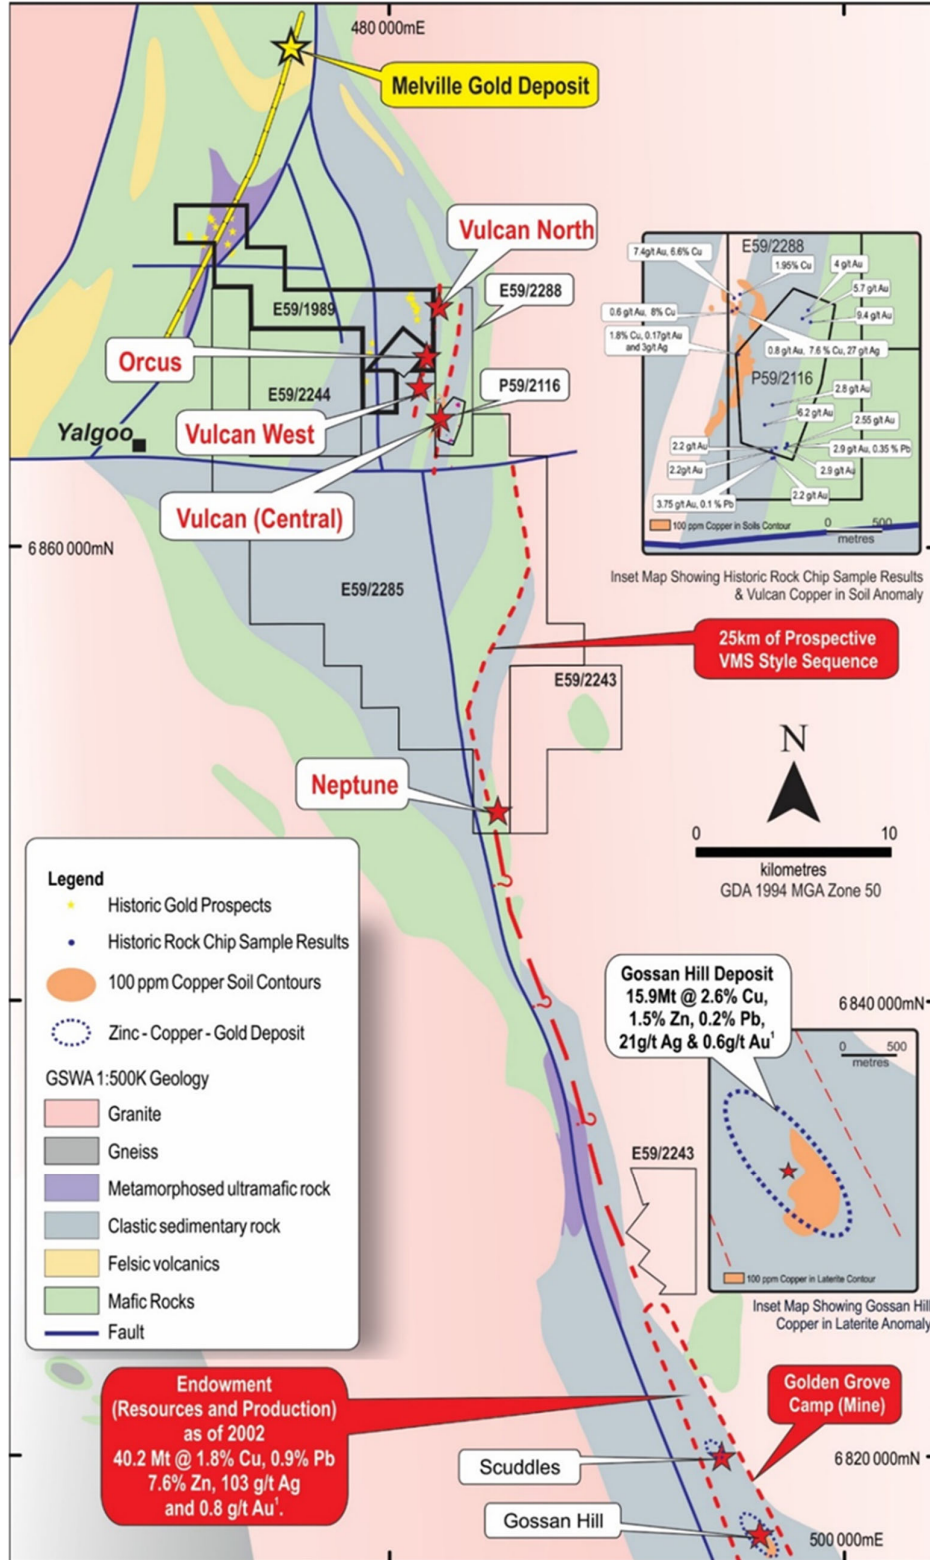 480 000mE
Melville Gold Deposit
Vulcan North
E59/2288
E59/1989
Orcus
E59/2244
P59/2116
Yalgoo
Vulcan West
Vulcan (Central)
6 860 000mN
E59/2285
E59/2288
7.4g/t Au, 6.6% Cu
1.95% Cu
4 g/t Au
5.7 g/t Au
0.6 g/t Au, 8% Cu
9.4 g/t Au
1.8% Cu, 0.17g/t Au
and 3g/t Ag
0.8 g/t Au, 7.6 % Cu, 27 g/t Ag
P59/2116
2.8 g/t Au
6.2 g/t Au
2.55 g/t Au
2.2 g/t Au
2.9 g/t Au, 0.35 % Pb
2.2g/t Au
2.9 g/t Au
3.75 g/t Au, 0.1 % Pb
2.2 g/t Au
100 ppm Copper in Soils Contour
0 500
metres
Inset Map Showing Historic Rock Chip Sample Results
& Vulcan Copper in Soil Anomaly
25km of Prospective
VMS Style Sequence
E59/2243
N
Neptune
0 10
kilometres
GDA 1994 MGA Zone 50
?
?
?
Legend
Historic Gold Prospects
Historic Rock Chip Sample Results
100 ppm Copper Soil Contours
Zinc - Copper - Gold Deposit
GSWA 1:500K Geology
Granite
Gneiss
Metamorphosed ultramafic rock
Clastic sedimentary rock
Felsic volcanics
Mafic Rocks
Fault
Gossan Hill Deposit
15.9Mt @ 2.6% Cu,
1.5% Zn, 0.2% Pb,
21g/t Ag & 0.6g/t Au1
6 840 000mN
0 500
metres
E59/2243
100 ppm Copper in Laterite Contour
Inset Map Showing Gossan Hill
Copper in Laterite Anomaly
Endowment
(Resources and Production)
as of 2002
40.2 Mt @ 1.8% Cu, 0.9% Pb
7.6% Zn, 103 g/t Ag
and 0.8 g/t Au1.
Golden Grove
Camp (Mine)
Scuddles
6 820 000mN
Gossan Hill
500 000mE